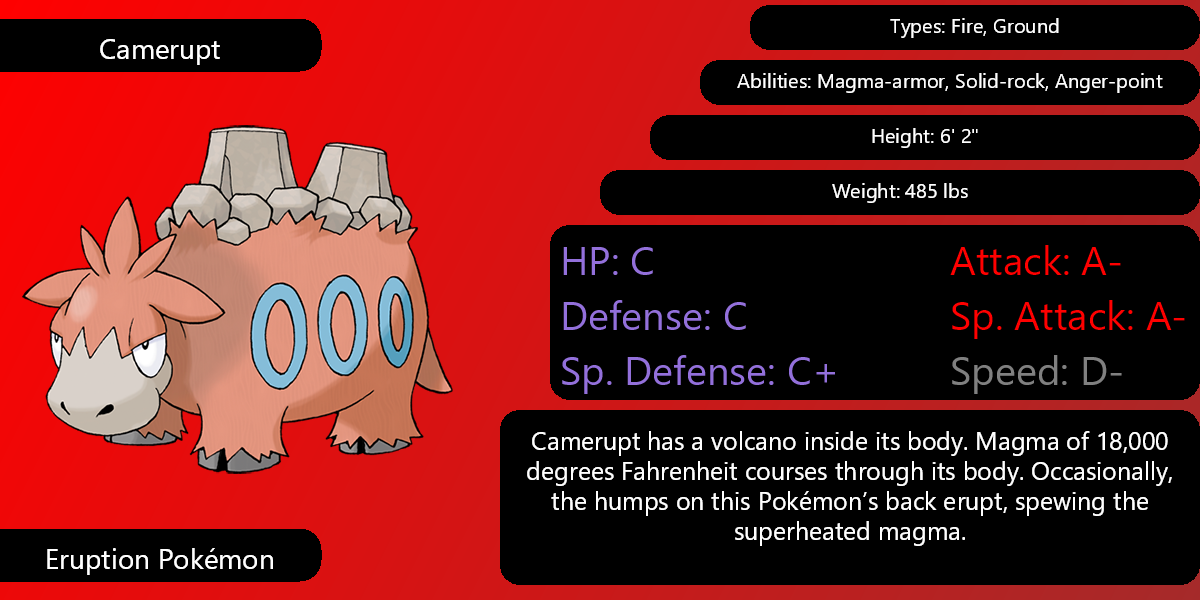 Camerupt
Types: Fire, Ground
Abilities: Magma-armor, Solid-rock, Anger-point
Height: 6' 2"
Weight: 485 lbs
HP: C
Attack: A-
Defense: C
Sp. Attack: A-
Sp. Defense: C+
Speed: D-
Camerupt has a volcano inside its body. Magma of 18,000
degrees Fahrenheit courses through its body. Occasionally,
the humps on this Pokémon’s back erupt, spewing the
superheated magma.
Eruption Pokémon